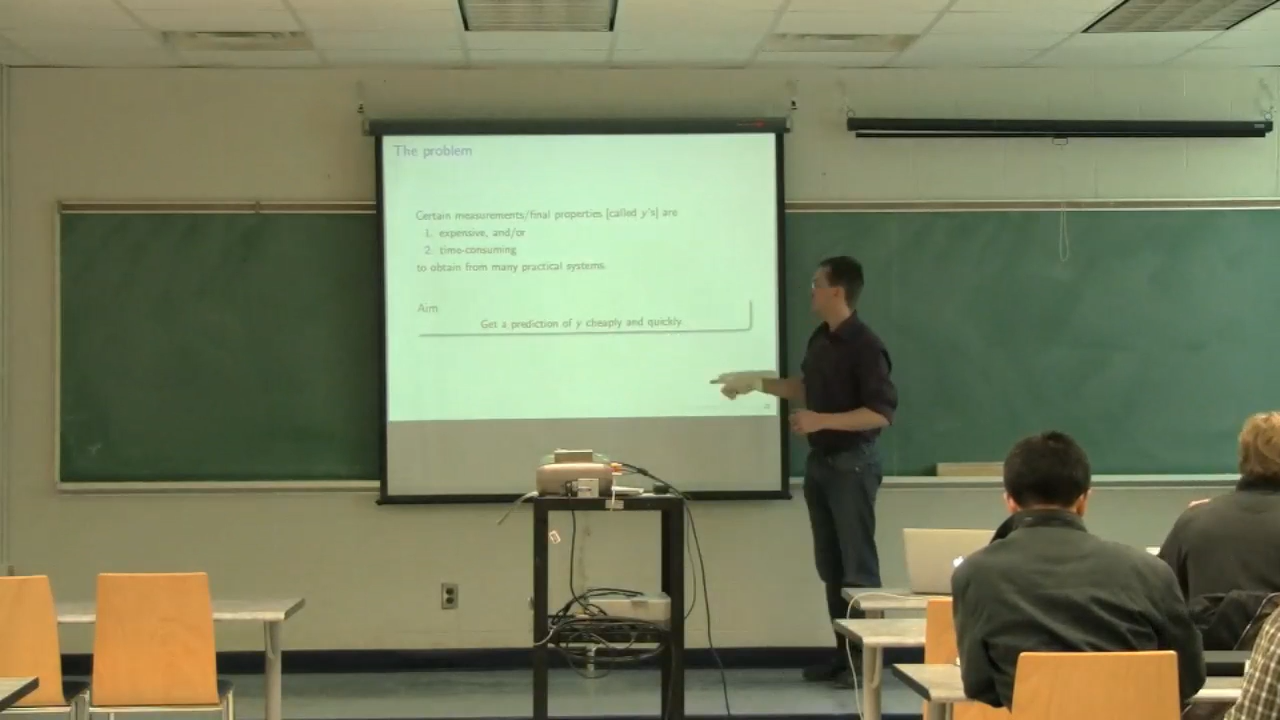 The problem
Certain measurements/final properties [called y's] are
1. expensive, and/or
2. time-consuming
to obtain from many practical systems.
Aim
Get a prediction of y cheaply and quickly